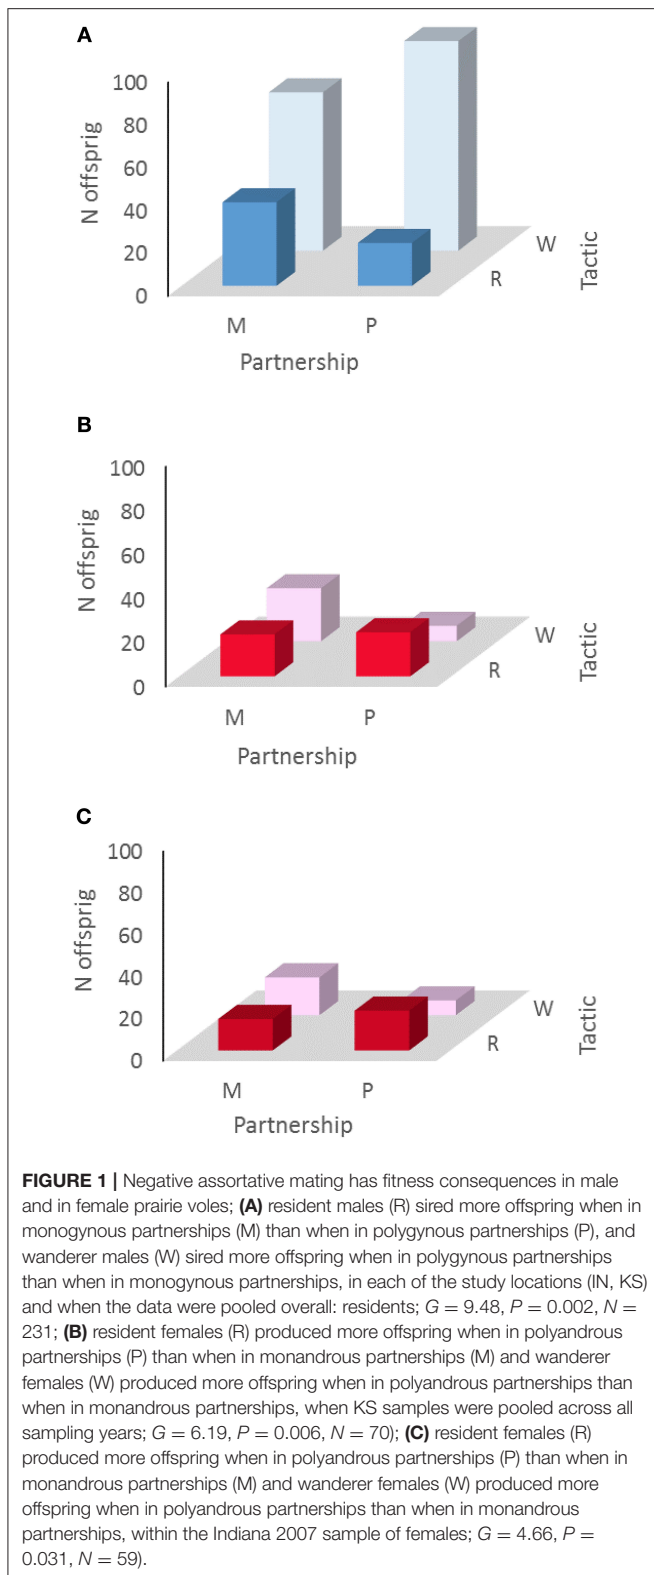 A
100
80
60
40
20
0
N offsprig
M
P
Partnership
R
W
Tactic
B
100
80
60
40
20
0
N offsprig
M
P
Partnership
R
W
Tactic
C
100
80
60
40
20
0
N offsprig
M
P
Partnership
R
W
Tactic
FIGURE 1 | Negative assortative mating has fitness consequences in male
and in female prairie voles; (A) resident males (R) sired more offspring when in
monogynous partnerships (M) than when in polygynous partnerships (P), and
wanderer males (W) sired more offspring when in polygynous partnerships
than when in monogynous partnerships, in each of the study locations (IN, KS)
and when the data were pooled overall: residents; G = 9.48, P = 0.002, N =
231; (B) resident females (R) produced more offspring when in polyandrous
partnerships (P) than when in monandrous partnerships (M) and wanderer
females (W) produced more offspring when in polyandrous partnerships than
when in monandrous partnerships, when KS samples were pooled across all
sampling years; G = 6.19, P = 0.006, N = 70); (C) resident females (R)
produced more offspring when in polyandrous partnerships (P) than when in
monandrous partnerships (M) and wanderer females (W) produced more
offspring when in polyandrous partnerships than when in monandrous
partnerships, within the Indiana 2007 sample of females; G = 4.66, P =
0.031, N = 59).